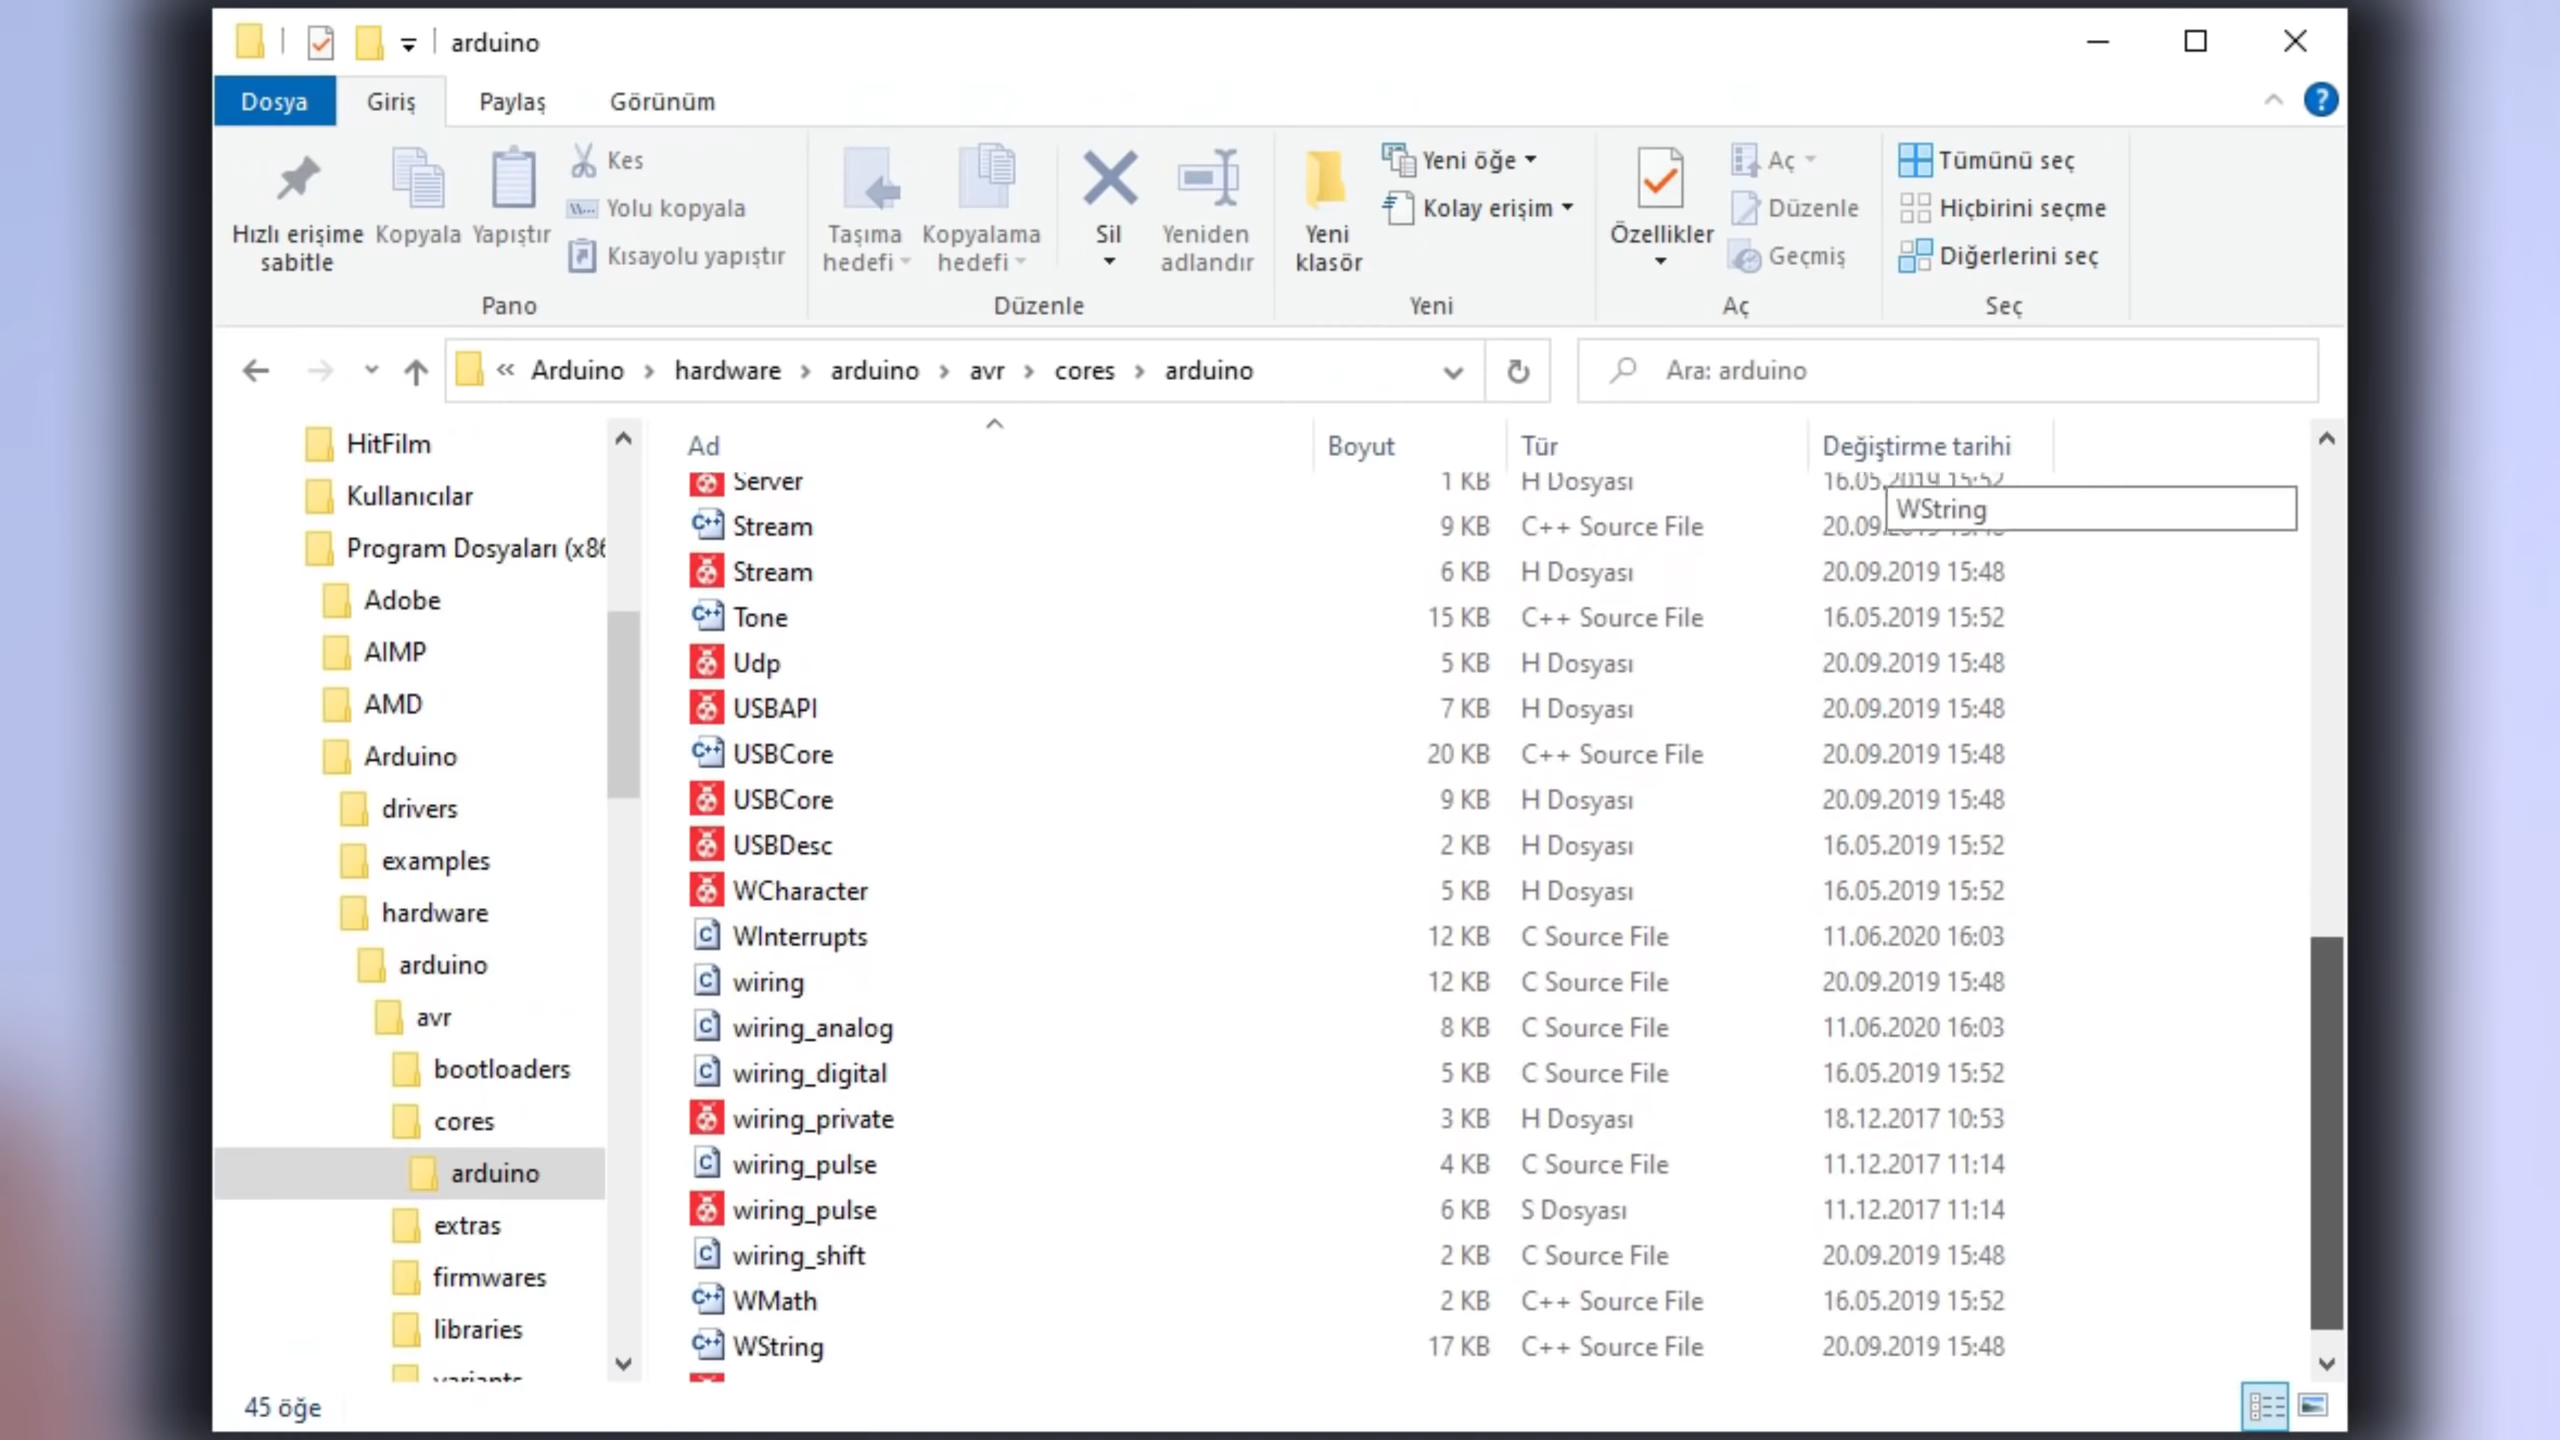 arduino
Dosya Giriş Paylaş Görünüm
Hızlı erişime sabitle
Kopyala
Yapıştır
Kes
Yolu kopyala
Kısayolu yapıştır
Pano
Taşıma hedefi
Kopyalama hedefi
Sil
Yeniden adlandır
Düzenle
Yeni klasör
Yeni öğe
Kolay erişim
Yeni
Özellikler
Aç
Düzenle
Geçmiş
Aç
Tümünü seç
Hiçbirini seçme
Diğerlerini seç
Seç
« Arduino › hardware › arduino › avr › cores › arduino
Ara: arduino
HitFilm
Kullanıcılar
Program Dosyaları (x86
Adobe
AIMP
AMD
Arduino
drivers
examples
hardware
arduino
avr
bootloaders
cores
arduino
extras
firmwares
libraries
variants
Ad Boyut Tür Değiştirme tarihi
Server 1 KB H Dosyası 16.05.2019 15:52
WString
Stream 9 KB C++ Source File 20.09.2019 15:48
Stream 6 KB H Dosyası 20.09.2019 15:48
Tone 15 KB C++ Source File 16.05.2019 15:52
Udp 5 KB H Dosyası 20.09.2019 15:48
USBAPI 7 KB H Dosyası 20.09.2019 15:48
USBCore 20 KB C++ Source File 20.09.2019 15:48
USBCore 9 KB H Dosyası 20.09.2019 15:48
USBDesc 2 KB H Dosyası 16.05.2019 15:52
WCharacter 5 KB H Dosyası 16.05.2019 15:52
WInterrupts 12 KB C Source File 11.06.2020 16:03
wiring 12 KB C Source File 20.09.2019 15:48
wiring_analog 8 KB C Source File 11.06.2020 16:03
wiring_digital 5 KB C Source File 16.05.2019 15:52
wiring_private 3 KB H Dosyası 18.12.2017 10:53
wiring_pulse 4 KB C Source File 11.12.2017 11:14
wiring_pulse 6 KB S Dosyası 11.12.2017 11:14
wiring_shift 2 KB C Source File 20.09.2019 15:48
WMath 2 KB C++ Source File 16.05.2019 15:52
WString 17 KB C++ Source File 20.09.2019 15:48
45 öğe